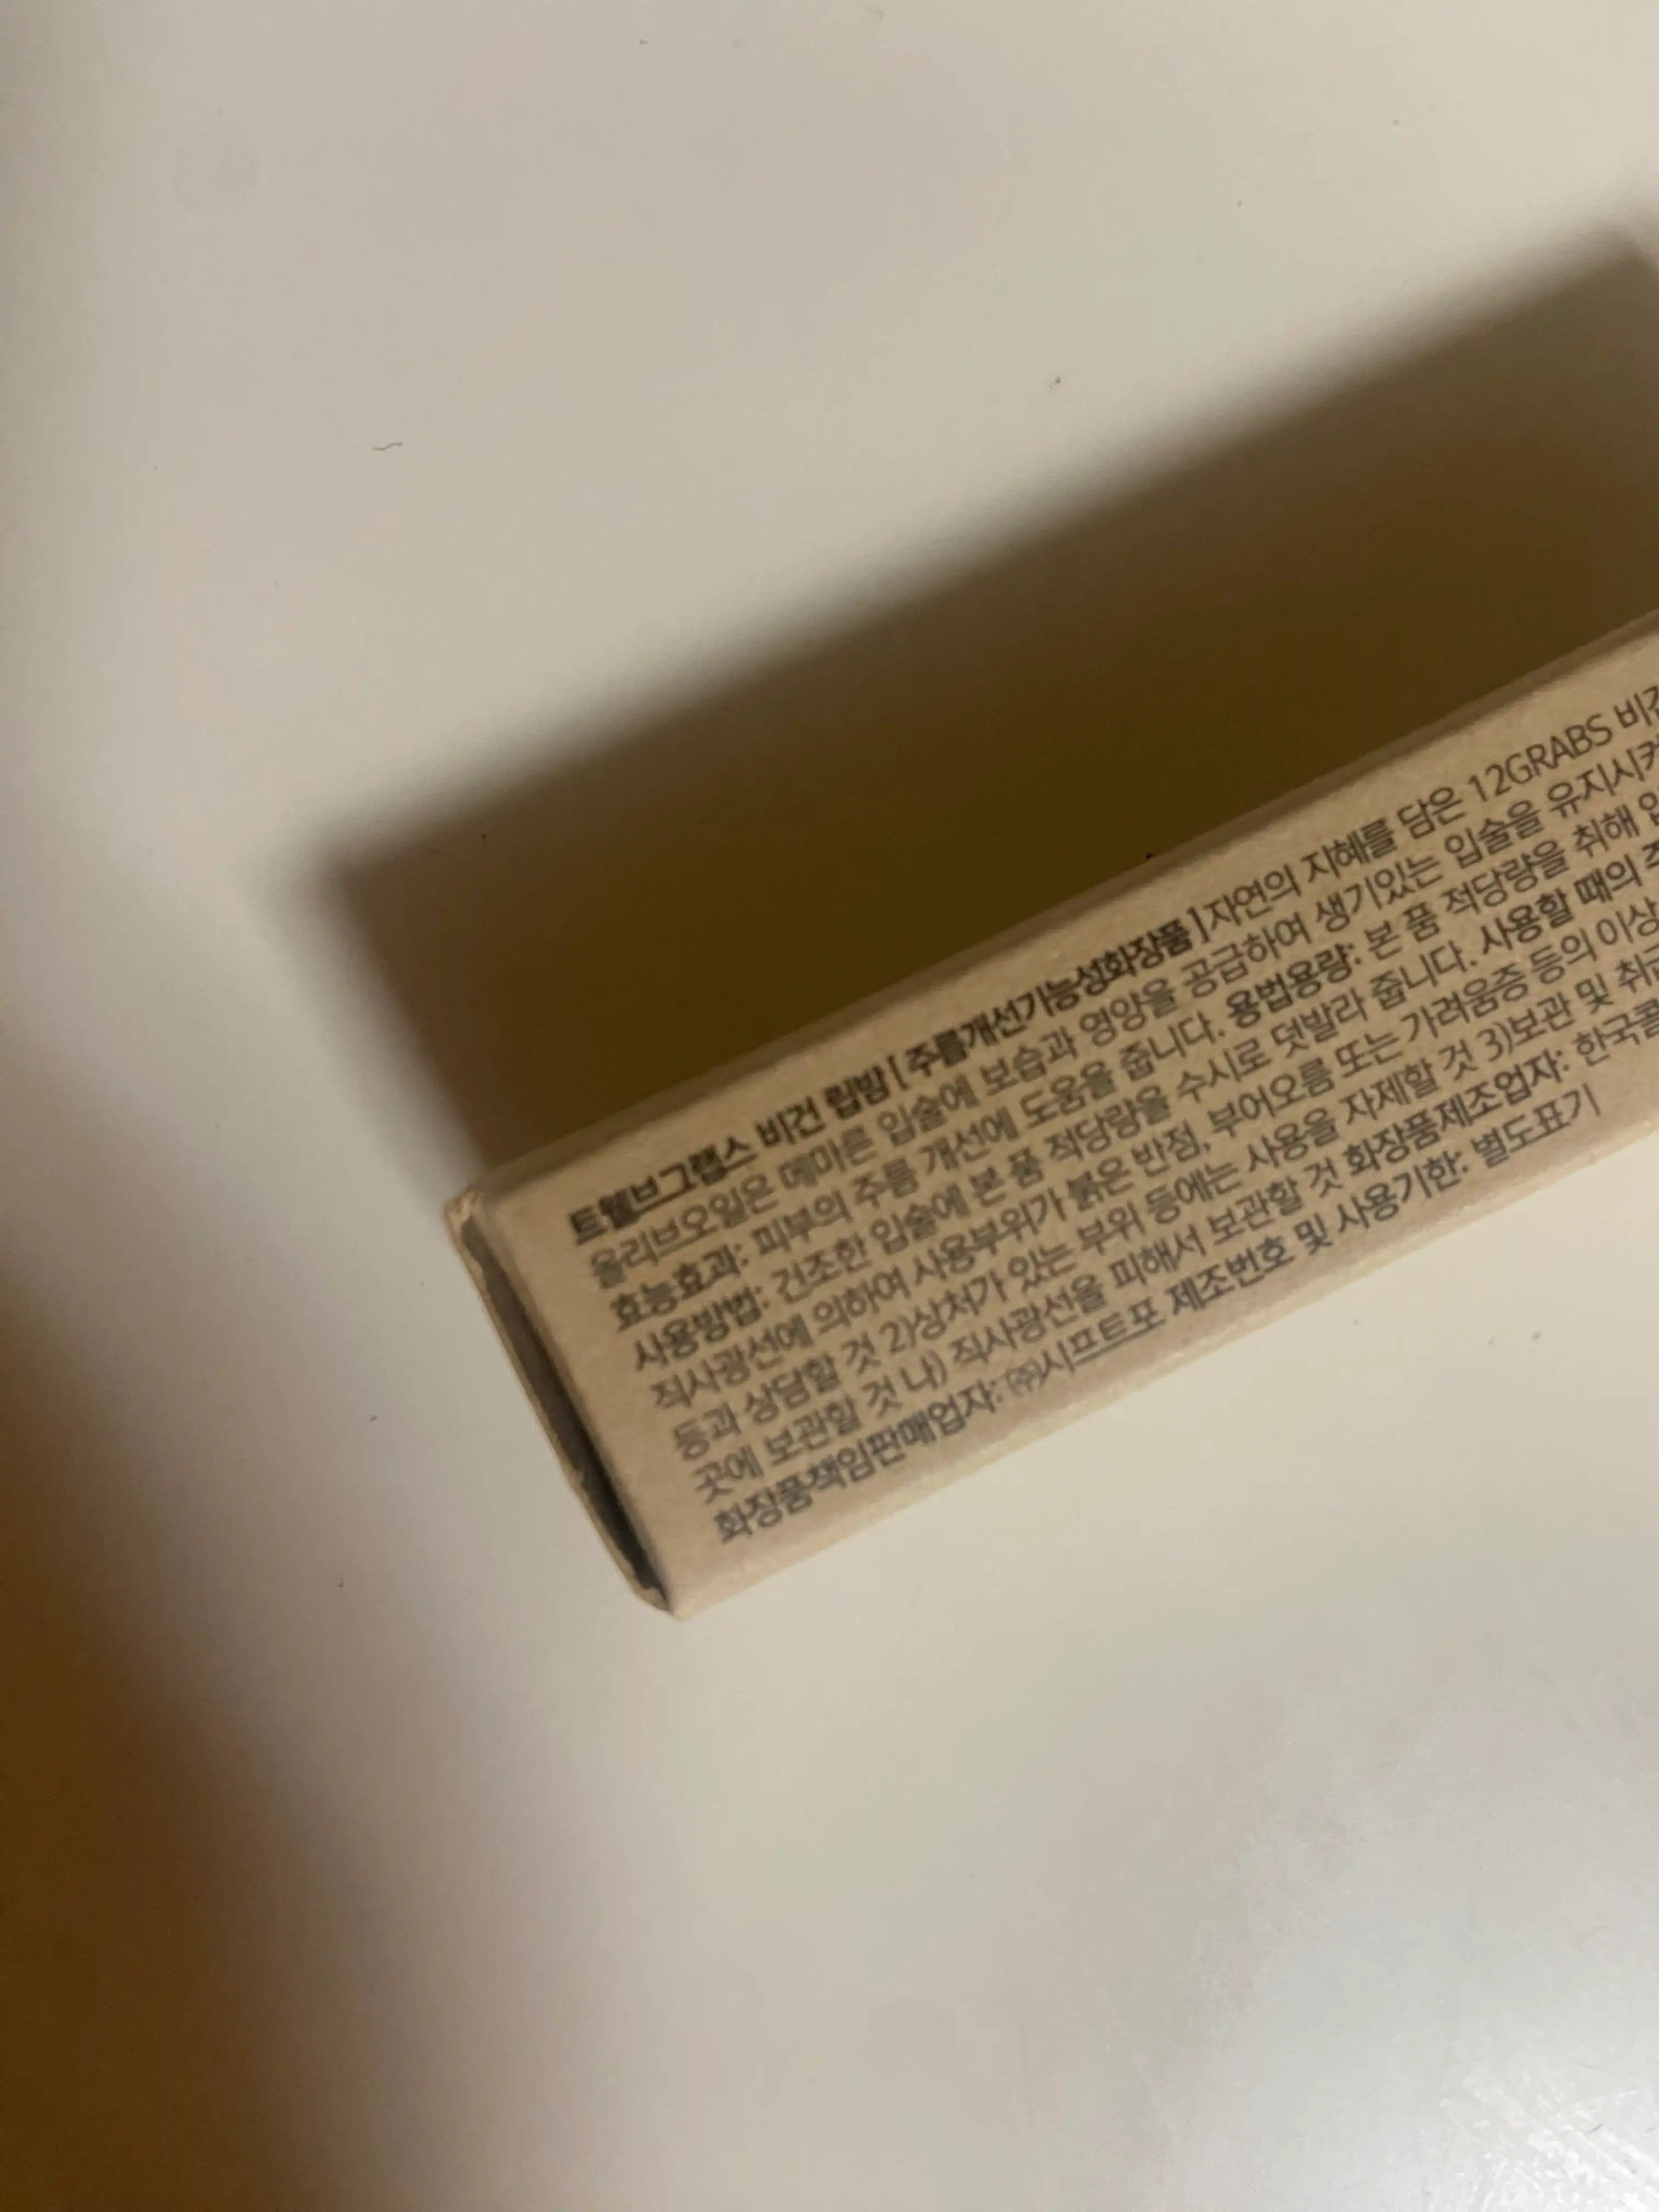 트웰브그랩스 비건 립밤 [ 주름개선기능성화장품 ] 자연의 지혜를 담은 12GRABS 비건
올리브오일은 메마른 입술에 보습과 영양을 공급하여 생기있는 입술을 유지시켜
효능효과: 피부의 주름 개선에 도움을 줍니다. 용법용량: 본 품 적당량을 취해
사용방법: 건조한 입술에 본 품 적당량을 수시로 덧발라 줍니다. 사용할 때의
직사광선에 의하여 사용부위가 붉은 반점, 부어오름 또는 가려움증 등의 이상
등과 상담할 것 2)상처가 있는 부위 등에는 사용을 자제할 것 3)보관 및 취급
곳에 보관할 것 나) 직사광선을 피해서 보관할 것 화장품제조업자: 한국콜
화장품책임판매업자: ㈜시프트포 제조번호 및 사용기한: 별도표기